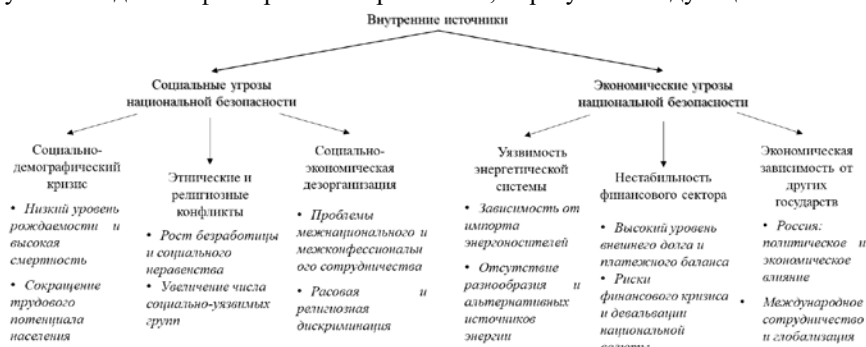 Внутренние источники
Социальные угрозы
национальной безопасности
Экономические угрозы
национальной безопасности
Социально-
демографический
кризис
• Низкий уровень
рождаемости и
высокая
смертность
• Сокращение
трудового
потенциала
населения
Этнические и
религиозные
конфликты
• Рост безработицы
и социального
неравенства
• Увеличение числа
социально-уязвимых
групп
Социально-
экономическая
дезорганизация
• Проблемы
межнационального и
межконфессиональн
ого сотрудничества
• Расовая и
религиозная
дискриминация
Уязвимость
энергетической
системы
• Зависимость от
импорта
энергоносителей
• Отсутствие
разнообразия и
альтернативных
источников
энергии
Нестабильность
финансового сектора
• Высокий уровень
внешнего долга и
платежного баланса
• Риски
финансового кризиса
и девальвации
национальной
Экономическая
зависимость от
других
государств
• Россия:
политическое и
экономическое
влияние
• Международное
сотрудничество
и глобализация